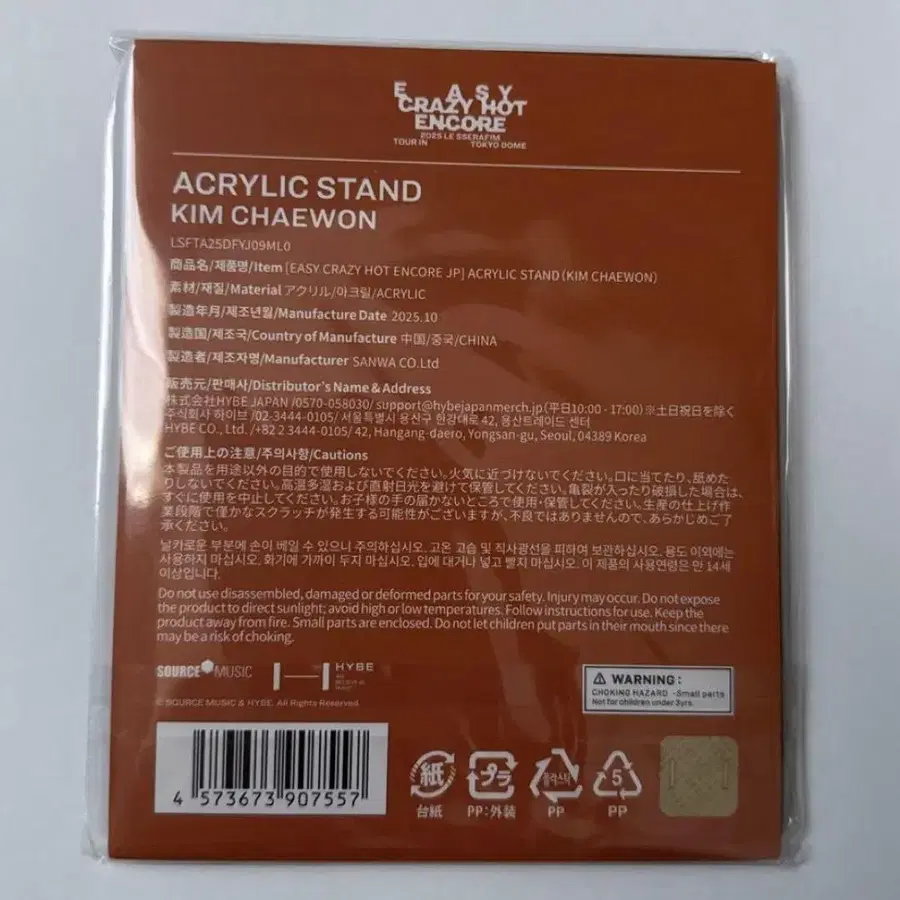 E ASY
CRAZY HOT
ENCORE
2025 LE SSERAFIM
TOUR IN TOKYO DOME
ACRYLIC STAND
KIM CHAEWON
LSFTA25DFYJ09ML0
商品名/제품명/Item [EASY CRAZY HOT ENCORE JP] ACRYLIC STAND (KIM CHAEWON)
素材/재질/Material アクリル/아크릴/ACRYLIC
製造年月/제조년월/Manufacture Date 2025.10
製造国/제조국/Country of Manufacture 中国/중국/CHINA
製造者/제조자명/Manufacturer SANWA CO.Ltd
販売元/판매사/Distributor's Name & Address
株式会社HYBE JAPAN /0570-058030/ support@hybejapanmerch.jp (平日10:00 - 17:00) ※土日祝日を除く
주식회사 하이브 /02-3444-0105/ 서울특별시 용산구 한강대로 42, 용산트레이드 센터
HYBE CO., Ltd. /+82 2 3444-0105/ 42, Hangang-daero, Yongsan-gu, Seoul, 04389 Korea
ご使用上の注意/주의사항/Cautions
本製品を用途以外の目的で使用しないでください。火気に近づけないでください。口に当てたり、舐めた
りしないでください。高温多湿および直射日光を避けて保管してください。亀裂が入ったり破損した場合は、
すぐに使用を中止してください。お子様の手の届かないところで使用・保管してください。生産の仕上げ作
業段階で僅かなスクラッチが発生する可能性がございますが、不良ではありませんので、あらかじめご了
承ください。
날카로운 부분에 손이 베일 수 있으니 주의하십시오. 고온 고습 및 직사광선을 피하여 보관하십시오. 용도 이외에는
사용하지 마십시오. 화기에 가까이 두지 마십시오. 입에 대거나 넣고 빨지 마십시오. 이 제품의 사용연령은 만 14세
이상입니다.
Do not use disassembled, damaged or deformed parts for your safety. Injury may occur. Do not expose
the product to direct sunlight; avoid high or low temperatures. Follow instructions for use. Keep the
product away from fire. Small parts are enclosed. Do not let children put parts in their mouth since there
may be a risk of choking.
SOURCE MUSIC HYBE
WE
BELIEVE IN
MUSIC
© SOURCE MUSIC & HYBE. All Rights Reserved.
WARNING :
CHOKING HAZARD -Small parts
Not for children under 3yrs.
4 573673 907557
紙 プラ 플라스틱 5
台紙 PP:外装 PP PP